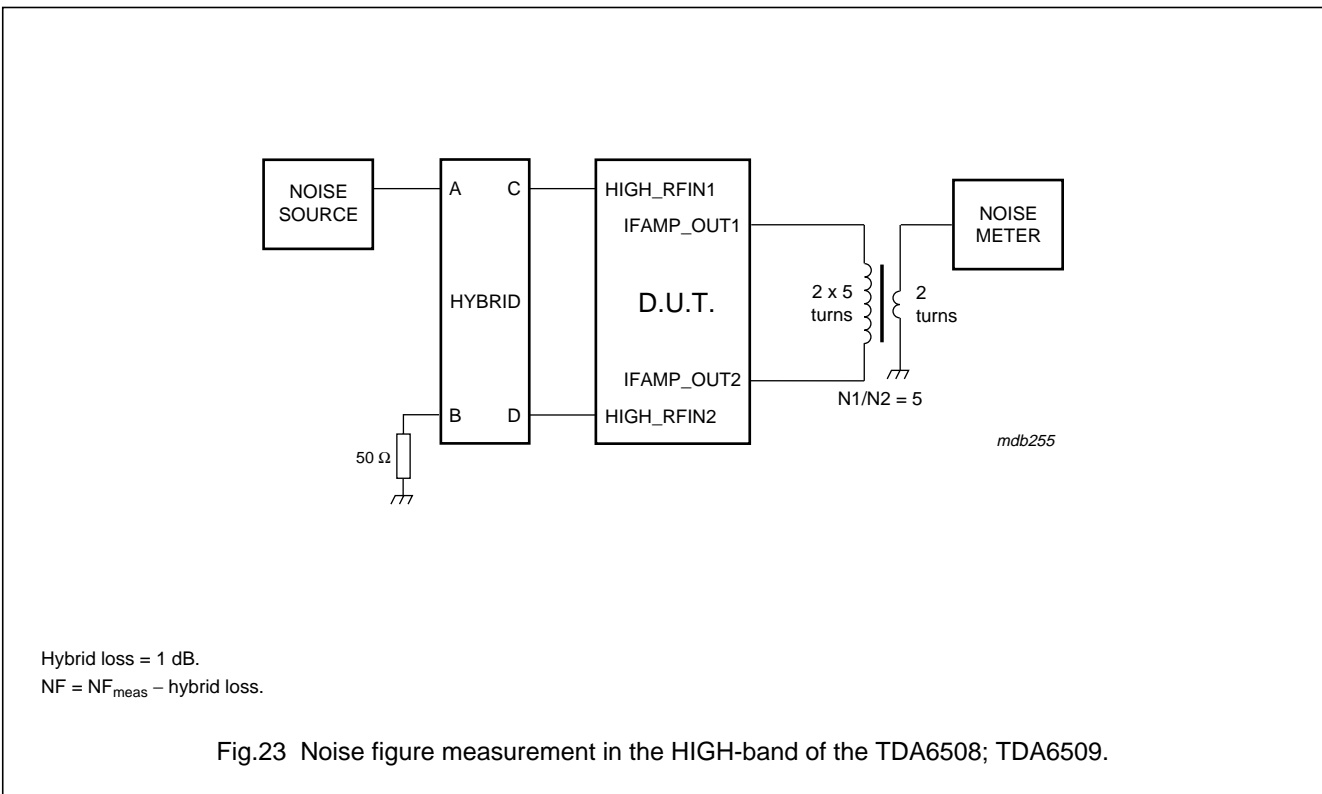 NOISE
SOURCE
A
C
HIGH_RFIN1
IFAMP_OUT1
NOISE
METER
HYBRID
D.U.T.
2 x 5
turns
2
turns
IFAMP_OUT2
N1/N2 = 5
B
D
HIGH_RFIN2
50 Ω
mdb255
Hybrid loss = 1 dB.
NF = NFmeas − hybrid loss.
Fig.23 Noise figure measurement in the HIGH-band of the TDA6508; TDA6509.